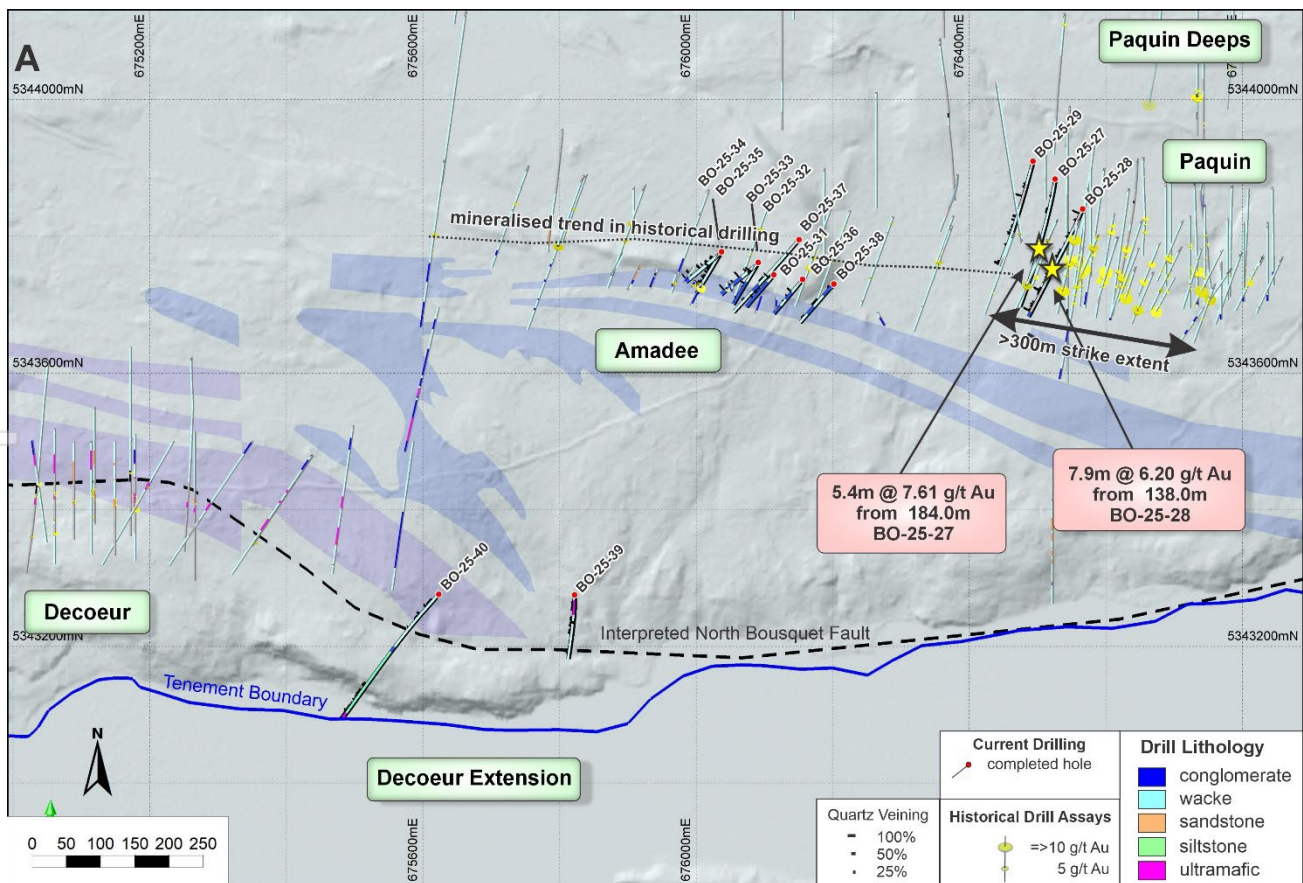 A
675200mE
675600mE
676000mE
676400mE
Paquin Deeps
5344000mN
5344000mN
BO-25-29
BO-25-27
BO-25-28
Paquin
BO-25-34
BO-25-35
BO-25-33
BO-25-32
BO-25-37
BO-25-31
BO-25-36
BO-25-38
mineralised trend in historical drilling
>300m strike extent
Amadee
5343600mN
5343600mN
5.4m @ 7.61 g/t Au
from 184.0m
BO-25-27
7.9m @ 6.20 g/t Au
from 138.0m
BO-25-28
BO-25-40
BO-25-39
Decoeur
Interpreted North Bousquet Fault
5343200mN
5343200mN
Tenement Boundary
N
Decoeur Extension
0 50 100 150 200 250
675600mE
676000mE
Current Drilling
completed hole
Quartz Veining
100%
50%
25%
Historical Drill Assays
=>10 g/t Au
5 g/t Au
Drill Lithology
conglomerate
wacke
sandstone
siltstone
ultramafic